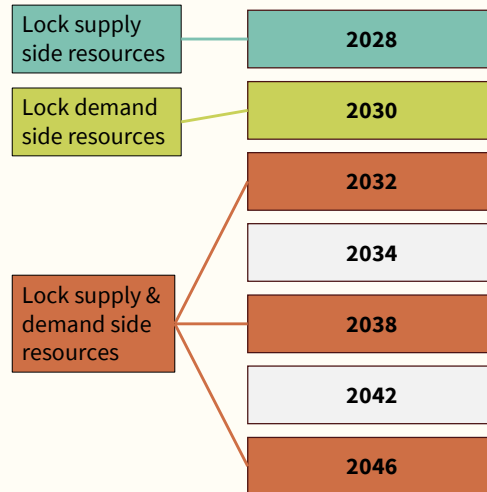 Lock supply
side resources
2028
Lock demand
side resources
2030
2032
2034
Lock supply &
demand side
resources
2038
2042
2046